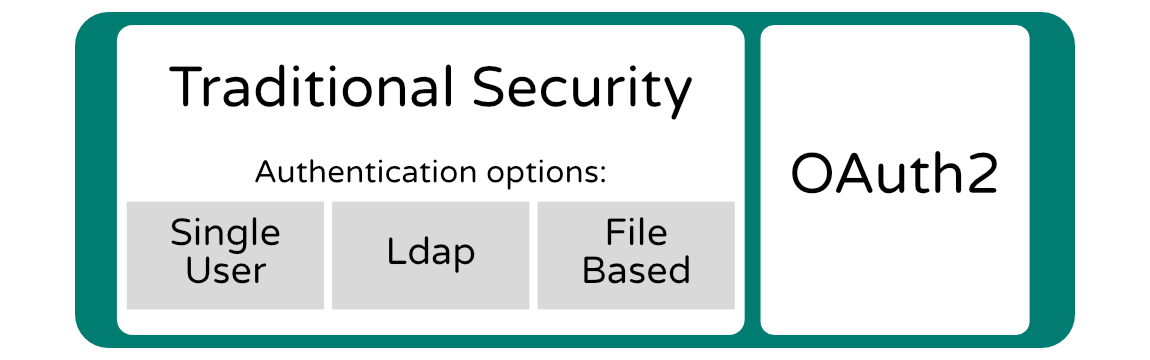 Traditional Security
Authentication options:
Single
User
Ldap
File
Based
OAuth2